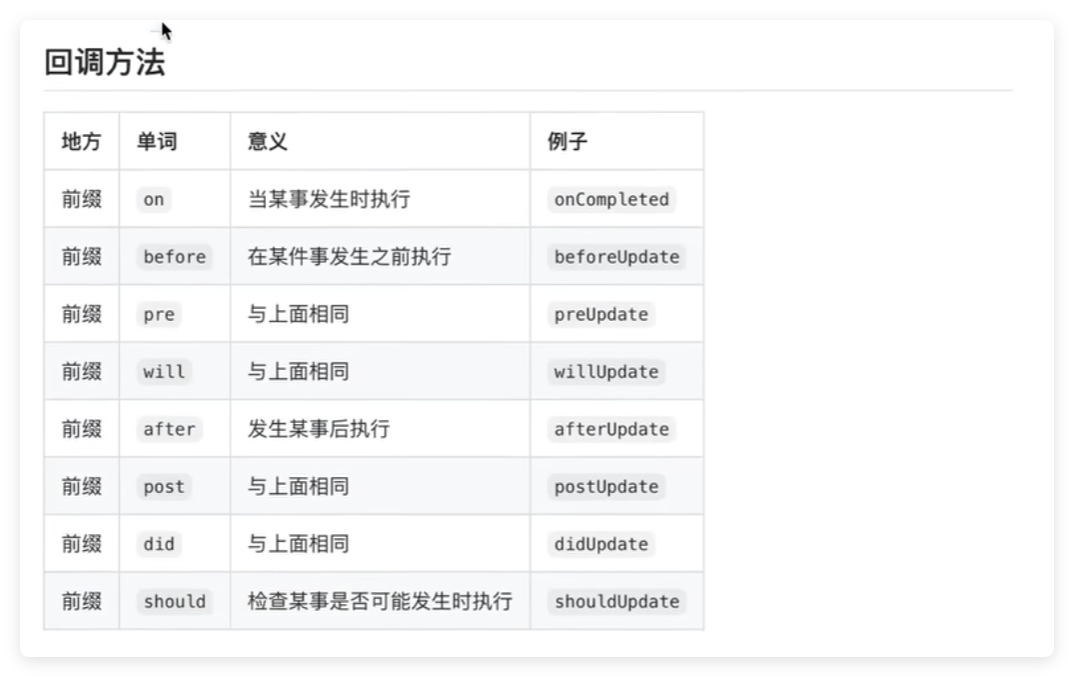 回调方法
地方 单词 意义 例子
前缀 on 当某事发生时执行 onCompleted
前缀 before 在某件事发生之前执行 beforeUpdate
前缀 pre 与上面相同 preUpdate
前缀 will 与上面相同 willUpdate
前缀 after 发生某事后执行 afterUpdate
前缀 post 与上面相同 postUpdate
前缀 did 与上面相同 didUpdate
前缀 should 检查某事是否可能发生时执行 shouldUpdate